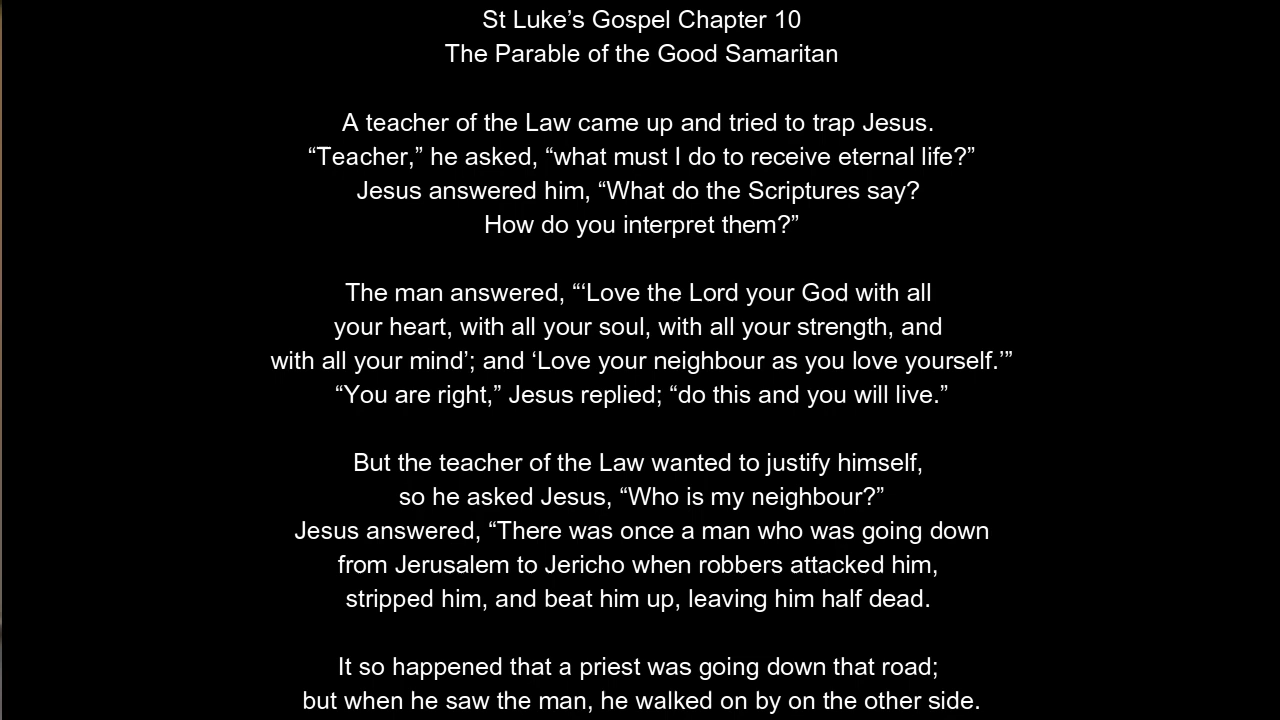 St Luke’s Gospel Chapter 10
The Parable of the Good Samaritan
A teacher of the Law came up and tried to trap Jesus.
“Teacher,” he asked, “what must I do to receive eternal life?”
Jesus answered him, “What do the Scriptures say?
How do you interpret them?”
The man answered, “‘Love the Lord your God with all
your heart, with all your soul, with all your strength, and
with all your mind’; and ‘Love your neighbour as you love yourself.’”
“You are right,” Jesus replied; “do this and you will live.”
But the teacher of the Law wanted to justify himself,
so he asked Jesus, “Who is my neighbour?”
Jesus answered, “There was once a man who was going down
from Jerusalem to Jericho when robbers attacked him,
stripped him, and beat him up, leaving him half dead.
It so happened that a priest was going down that road;
but when he saw the man, he walked on by on the other side.